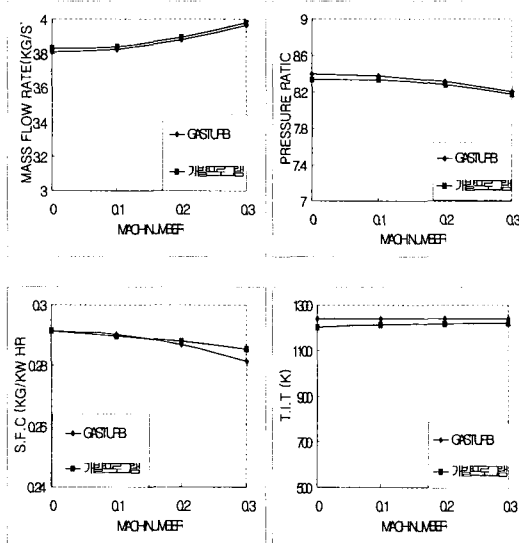 MASS FLOW RATE(KG/S)
4
3.8
3.6
3.4
3.2
3
GASTURB
개발프로그램
0 0.1 0.2 0.3
MACH NUMBER
PRESSURE RATIO
9
8.6
8.2
7.8
7.4
7
GASTURB
개발프로그램
0 0.1 0.2 0.3
MACH NUMBER
S.F.C (KG/KW HR)
0.3
0.28
0.26
0.24
GASTURB
개발프로그램
0 0.1 0.2 0.3
MACH NUMBER
T.I.T (K)
1300
1100
900
700
500
GASTURB
개발프로그램
0 0.1 0.2 0.3
MACH NUMBER